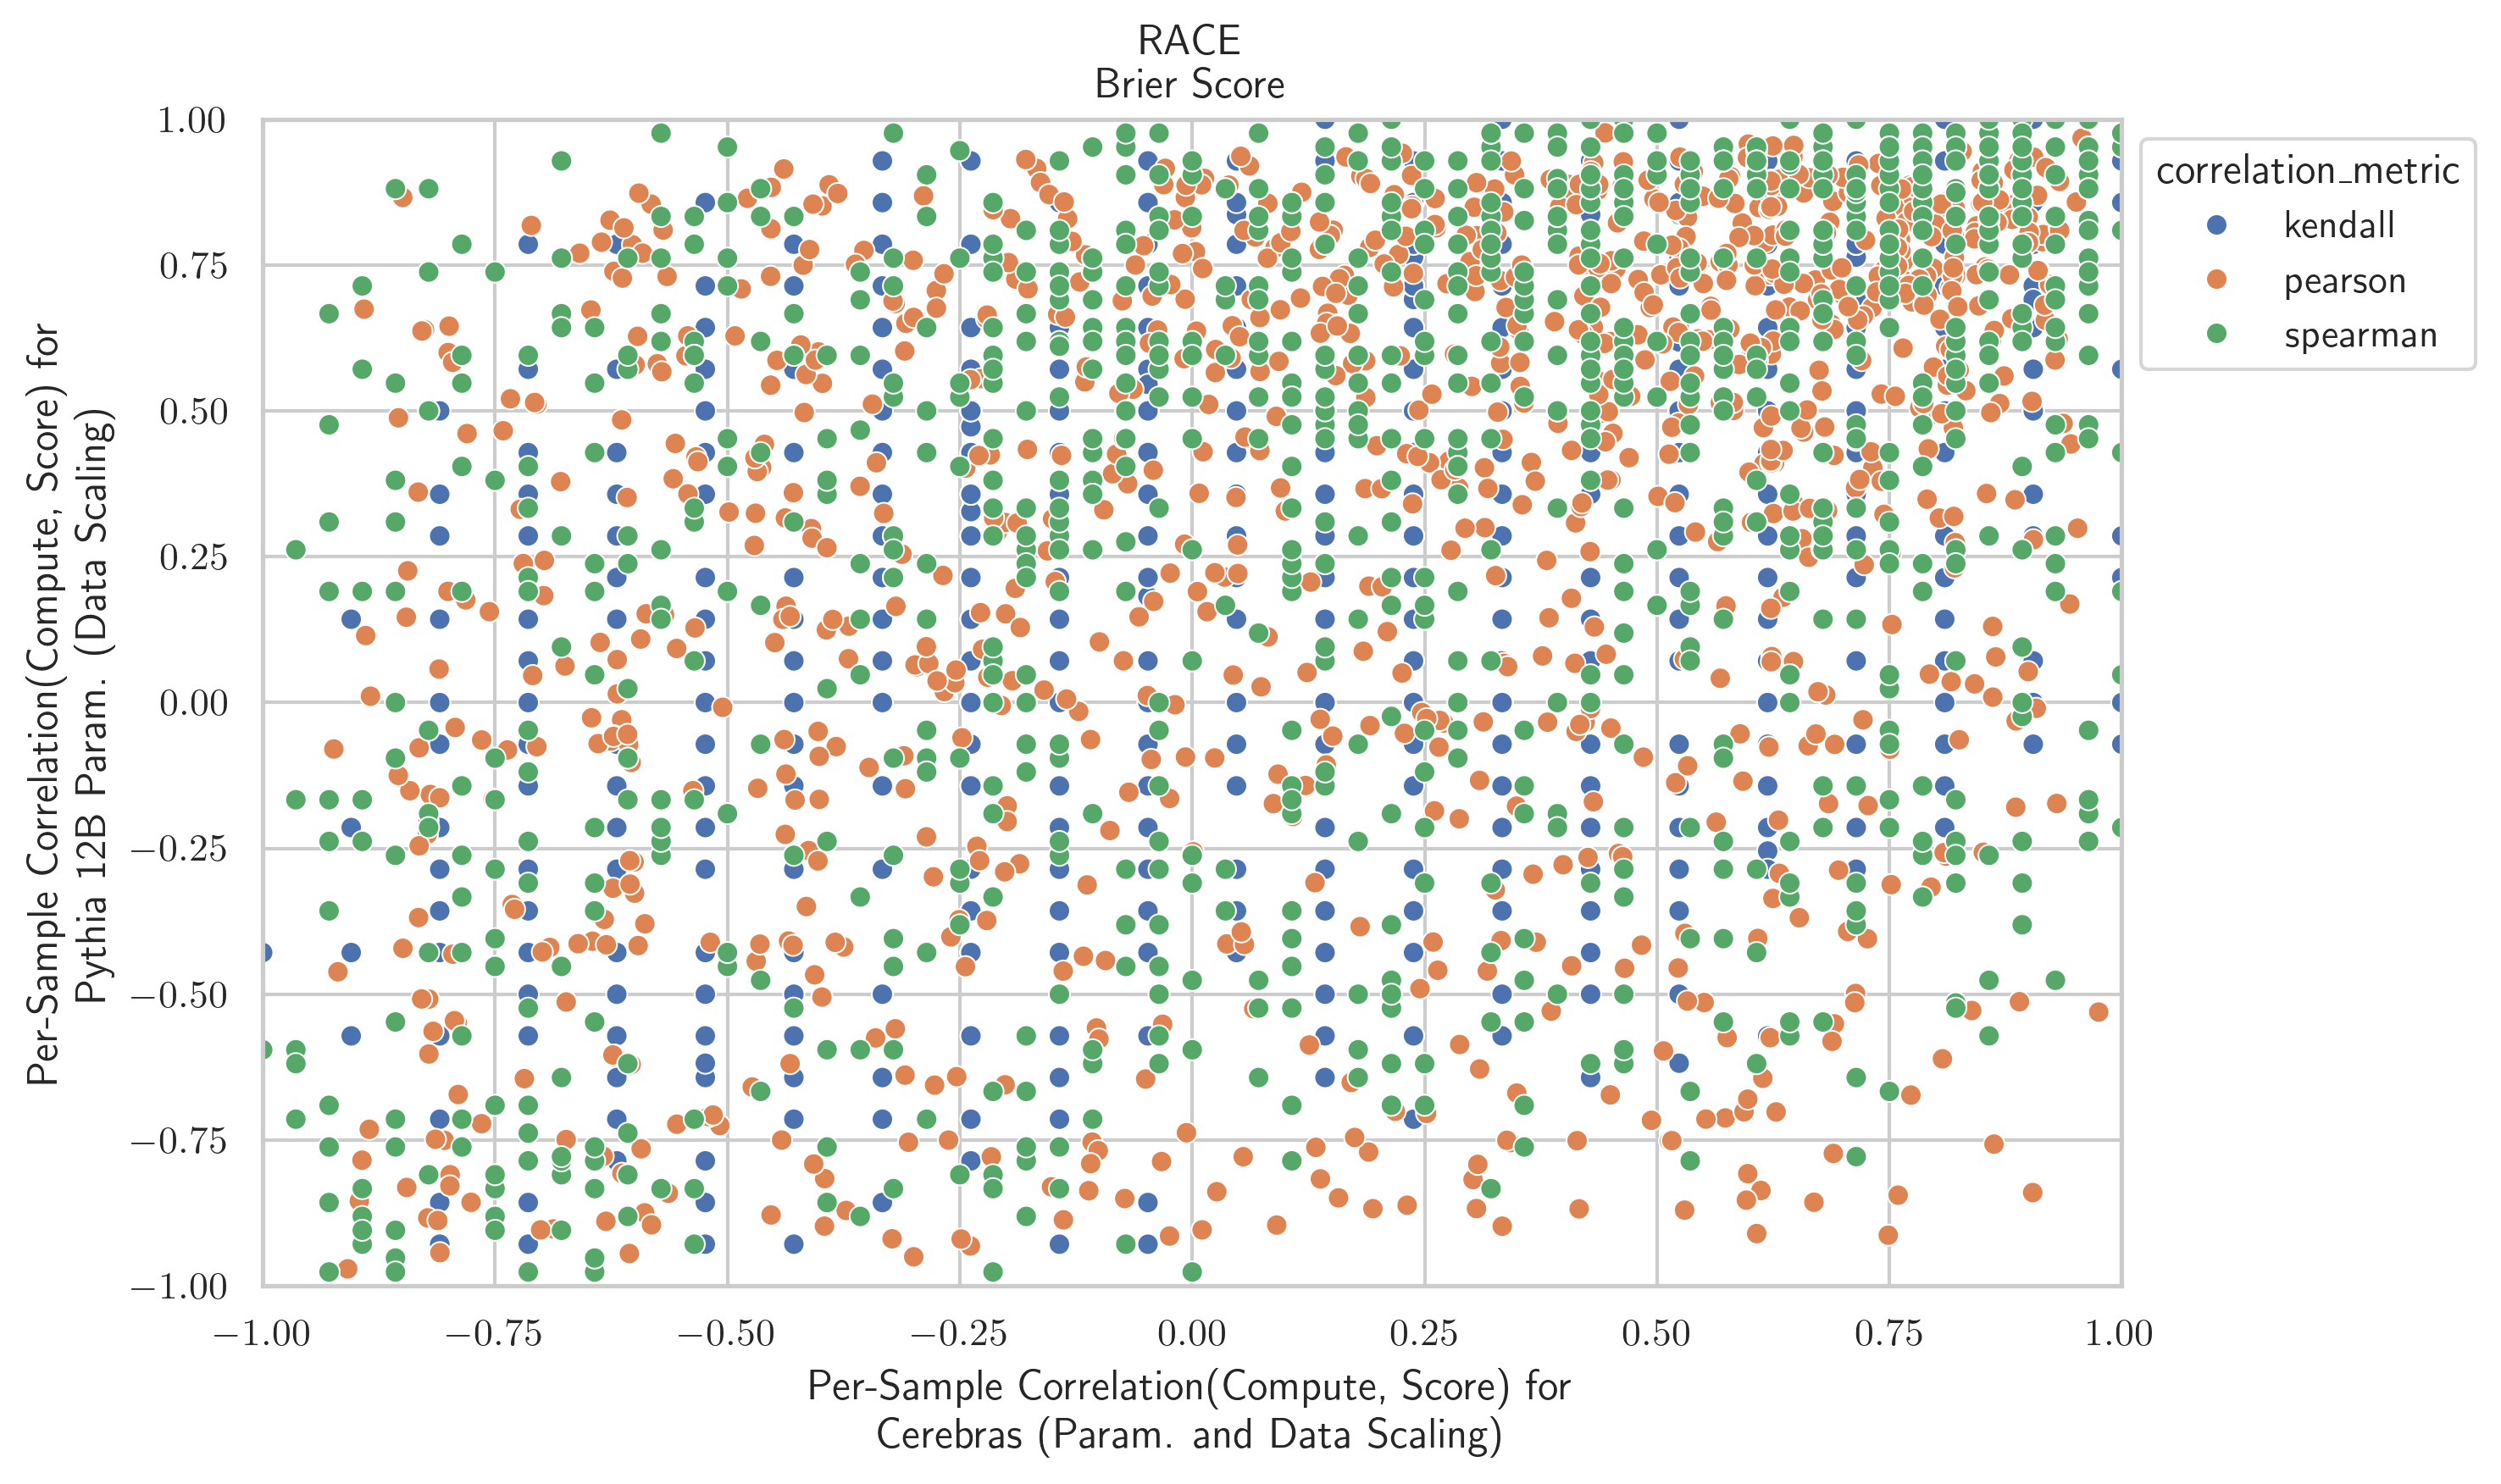 RACE
Brier Score
Per-Sample Correlation(Compute, Score) for
Pythia 12B Param. (Data Scaling)
1.00
0.75
0.50
0.25
0.00
−0.25
−0.50
−0.75
−1.00
−1.00 −0.75 −0.50 −0.25 0.00 0.25 0.50 0.75 1.00
Per-Sample Correlation(Compute, Score) for
Cerebras (Param. and Data Scaling)
correlation_metric
kendall
pearson
spearman